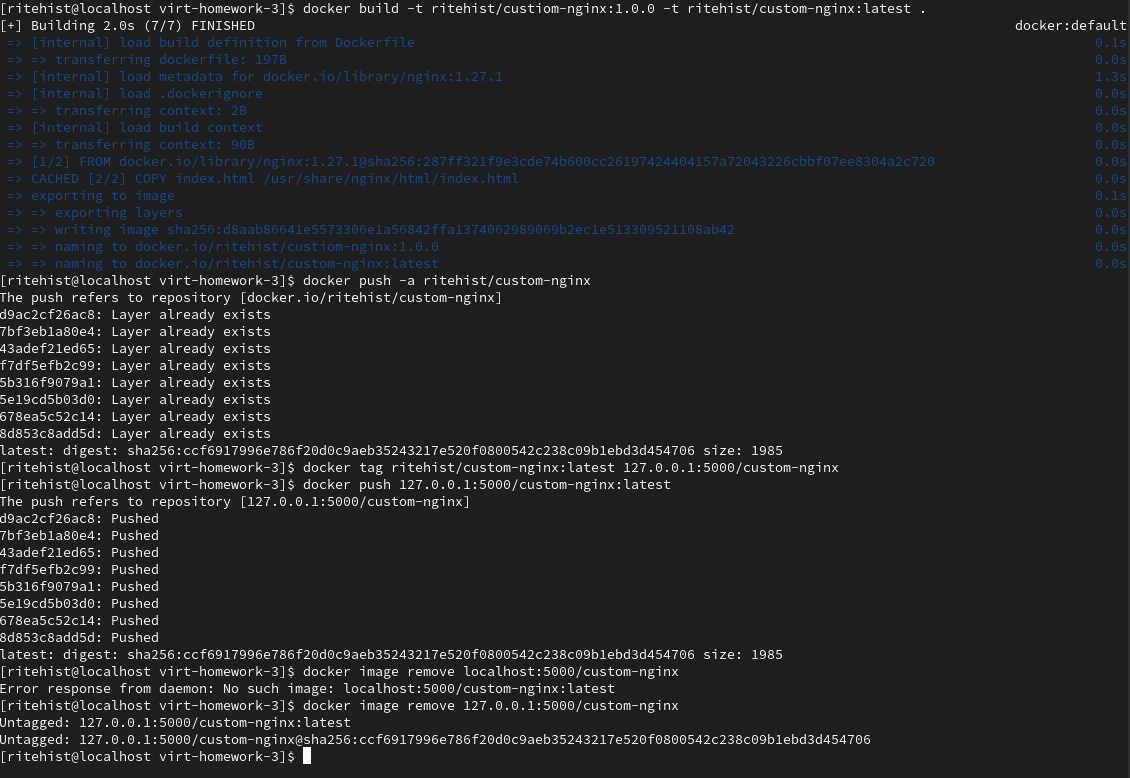 [ritehist@localhost virt-homework-3]$ docker build -t ritehist/custiom-nginx:1.0.0 -t ritehist/custom-nginx:latest .
[+] Building 2.0s (7/7) FINISHED docker:default
=> [internal] load build definition from Dockerfile 0.1s
=> => transferring dockerfile: 197B 0.0s
=> [internal] load metadata for docker.io/library/nginx:1.27.1 1.3s
=> [internal] load .dockerignore 0.0s
=> => transferring context: 2B 0.0s
=> [internal] load build context 0.0s
=> => transferring context: 90B 0.0s
=> [1/2] FROM docker.io/library/nginx:1.27.1@sha256:287ff321f9e3cde74b600cc26197424404157a72043226cbbf07ee8304a2c720 0.0s
=> CACHED [2/2] COPY index.html /usr/share/nginx/html/index.html 0.0s
=> exporting to image 0.1s
=> => exporting layers 0.0s
=> => writing image sha256:d8aab86641e5573306e1a56842ffa1374062989069b2ec1e513309521108ab42 0.0s
=> => naming to docker.io/ritehist/custiom-nginx:1.0.0 0.0s
=> => naming to docker.io/ritehist/custom-nginx:latest 0.0s
[ritehist@localhost virt-homework-3]$ docker push -a ritehist/custom-nginx
The push refers to repository [docker.io/ritehist/custom-nginx]
d9ac2cf26ac8: Layer already exists
7bf3eb1a80e4: Layer already exists
43adef21ed65: Layer already exists
f7df5efb2c99: Layer already exists
5b316f9079a1: Layer already exists
5e19cd5b03d0: Layer already exists
678ea5c52c14: Layer already exists
8d853c8add5d: Layer already exists
latest: digest: sha256:ccf6917996e786f20d0c9aeb35243217e520f0800542c238c09b1ebd3d454706 size: 1985
[ritehist@localhost virt-homework-3]$ docker tag ritehist/custom-nginx:latest 127.0.0.1:5000/custom-nginx
[ritehist@localhost virt-homework-3]$ docker push 127.0.0.1:5000/custom-nginx:latest
The push refers to repository [127.0.0.1:5000/custom-nginx]
d9ac2cf26ac8: Pushed
7bf3eb1a80e4: Pushed
43adef21ed65: Pushed
f7df5efb2c99: Pushed
5b316f9079a1: Pushed
5e19cd5b03d0: Pushed
678ea5c52c14: Pushed
8d853c8add5d: Pushed
latest: digest: sha256:ccf6917996e786f20d0c9aeb35243217e520f0800542c238c09b1ebd3d454706 size: 1985
[ritehist@localhost virt-homework-3]$ docker image remove localhost:5000/custom-nginx
Error response from daemon: No such image: localhost:5000/custom-nginx:latest
[ritehist@localhost virt-homework-3]$ docker image remove 127.0.0.1:5000/custom-nginx
Untagged: 127.0.0.1:5000/custom-nginx:latest
Untagged: 127.0.0.1:5000/custom-nginx@sha256:ccf6917996e786f20d0c9aeb35243217e520f0800542c238c09b1ebd3d454706
[ritehist@localhost virt-homework-3]$